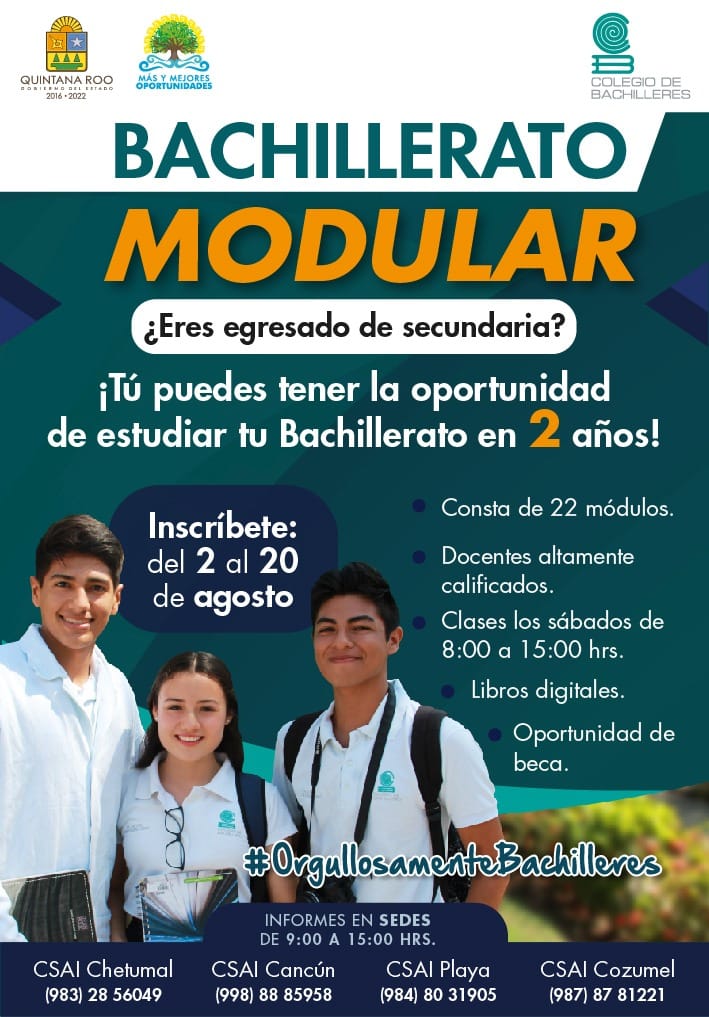 QUINTANA ROO
GOBIERNO DEL ESTADO
2016 • 2022
MÁS Y MEJORES
OPORTUNIDADES
COLEGIO DE
BACHILLERES
BACHILLERATO
MODULAR
¿Eres egresado de secundaria?
¡Tú puedes tener la oportunidad
de estudiar tu Bachillerato en 2 años!
Inscríbete:
del 2 al 20
de agosto
Consta de 22 módulos.
Docentes altamente
calificados.
Clases los sábados de
8:00 a 15:00 hrs.
Libros digitales.
Oportunidad de
beca.
#OrgullosamenteBachilleres
INFORMES EN SEDES
DE 9:00 A 15:00 HRS.
CSAI Chetumal
(983) 28 56049
CSAI Cancún
(998) 88 85958
CSAI Playa
(984) 80 31905
CSAI Cozumel
(987) 87 81221